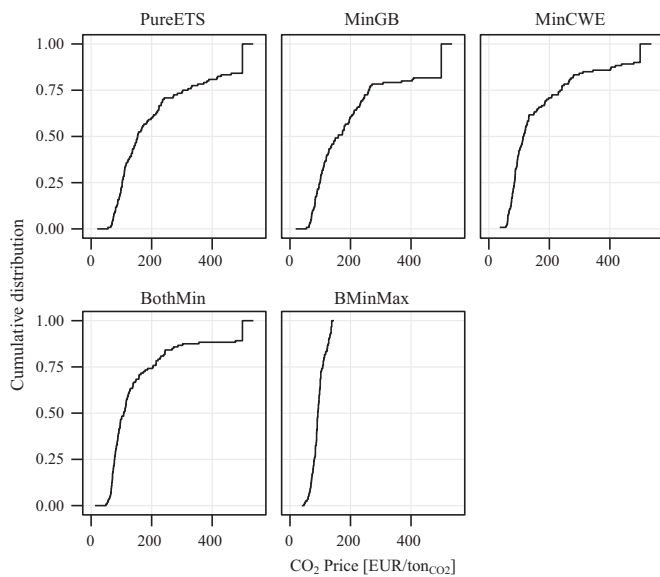 PureETS MinGB MinCWE
1.00
0.75
0.50
0.25
0.00
0 200 400 0 200 400 0 200 400
Cumulative distribution
BothMin BMinMax
1.00
0.75
0.50
0.25
0.00
0 200 400 0 200 400
CO₂ Price [EUR/ton_CO2]